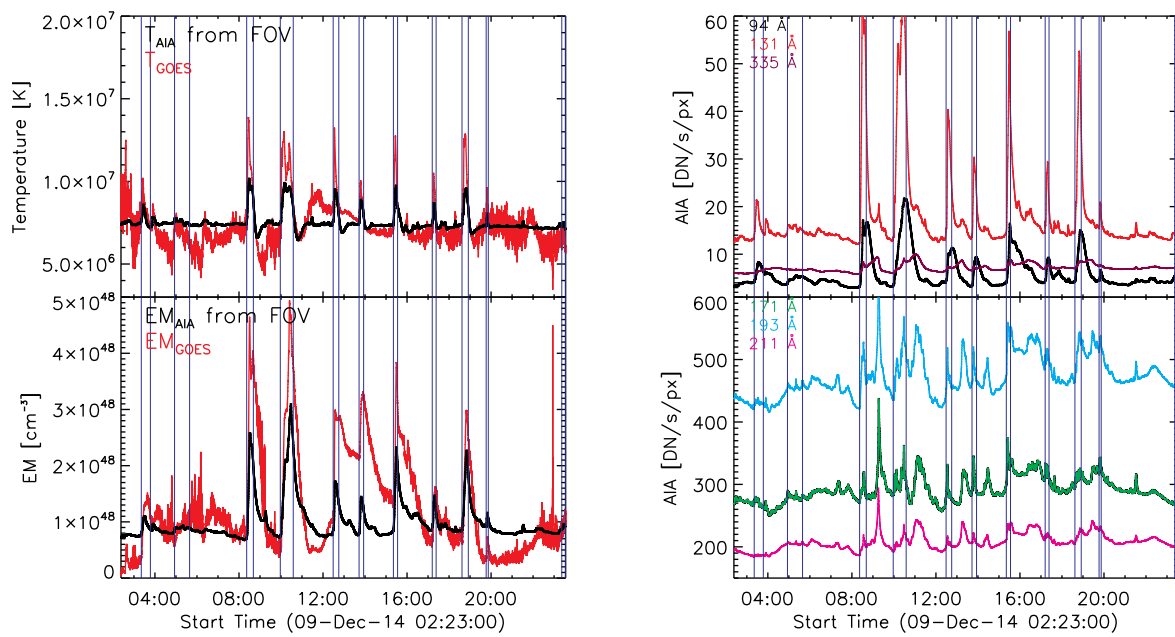 2.0×10⁷
1.5×10⁷
1.0×10⁷
5.0×10⁶
Temperature [K]
T_AIA from FOV
T_GOES
5×10⁴⁸
4×10⁴⁸
3×10⁴⁸
2×10⁴⁸
1×10⁴⁸
0
EM [cm⁻³]
EM_AIA from FOV
EM_GOES
04:00 08:00 12:00 16:00 20:00
Start Time (09-Dec-14 02:23:00)
60
50
40
30
20
10
AIA [DN/s/px]
94 Å
131 Å
335 Å
600
500
400
300
200
AIA [DN/s/px]
171 Å
193 Å
211 Å
04:00 08:00 12:00 16:00 20:00
Start Time (09-Dec-14 02:23:00)